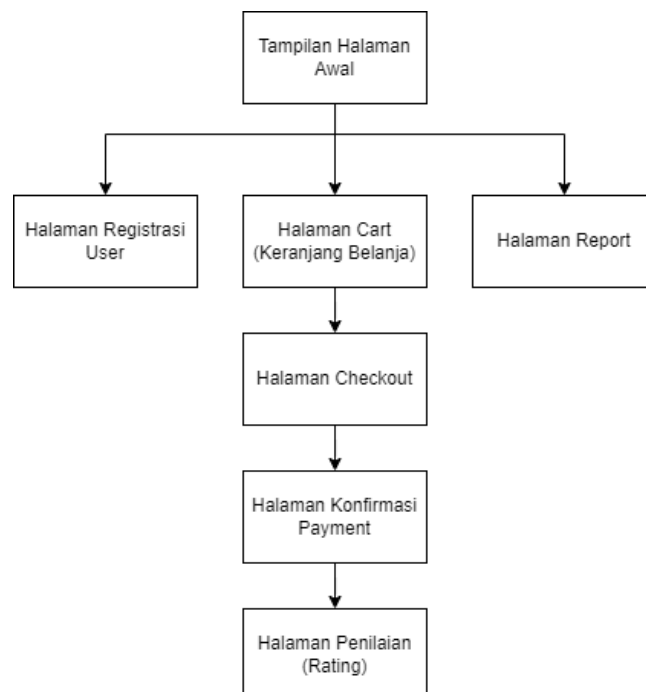 Tampilan Halaman
Awal
Halaman Registrasi
User
Halaman Cart
(Keranjang Belanja)
Halaman Report
Halaman Checkout
Halaman Konfirmasi
Payment
Halaman Penilaian
(Rating)